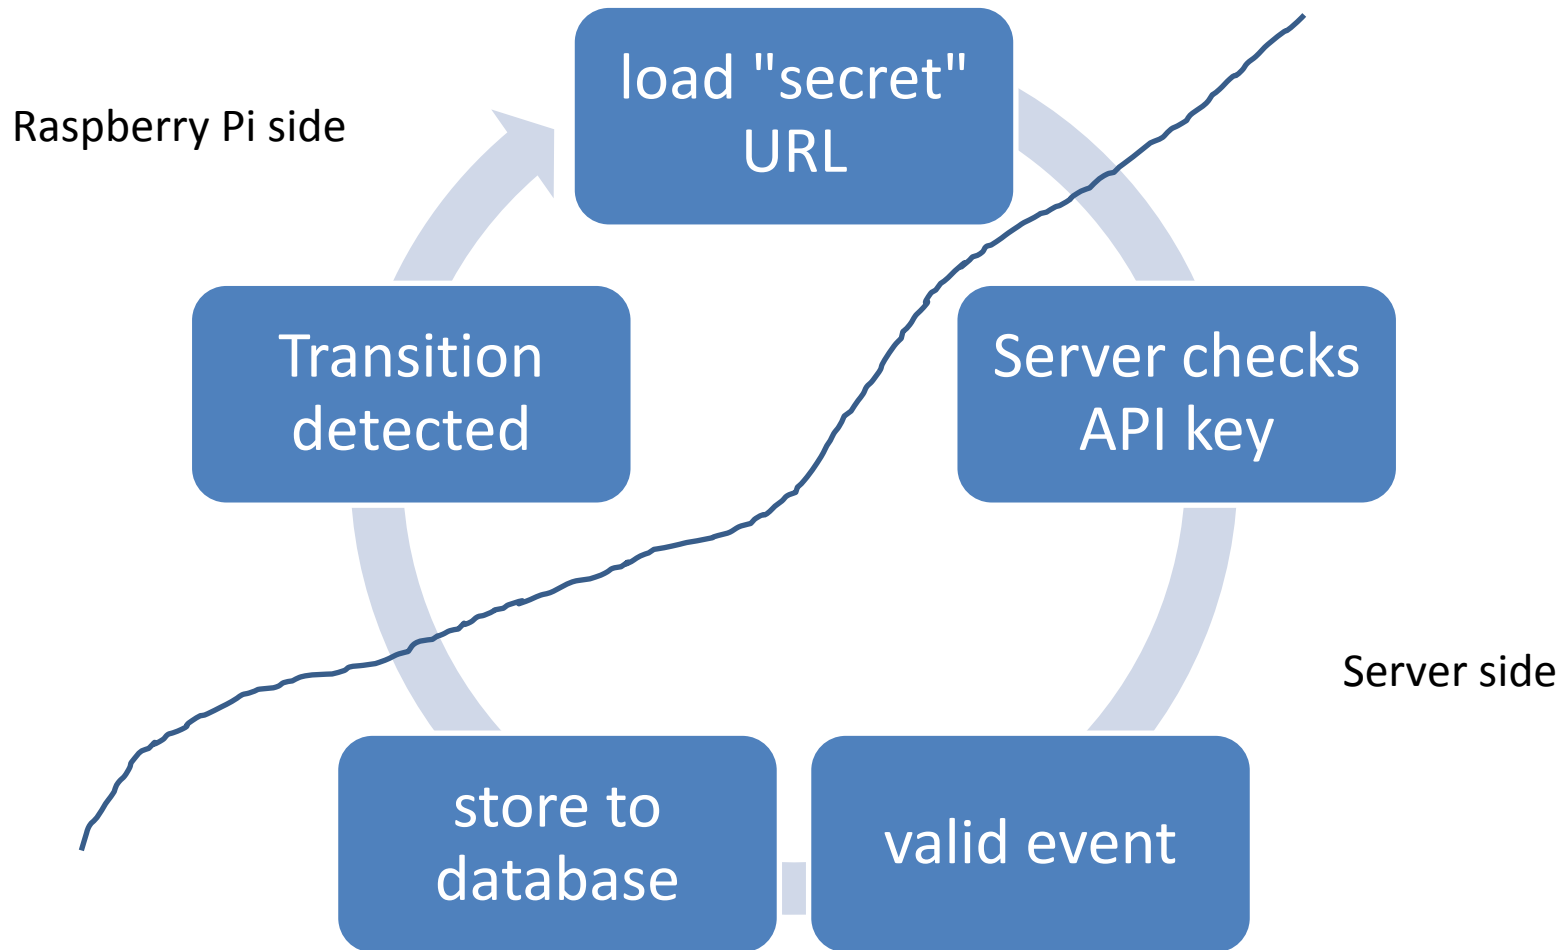 load "secret"
URL
Raspberry Pi side
Transition
detected
Server checks
API key
Server side
store to
database
valid event